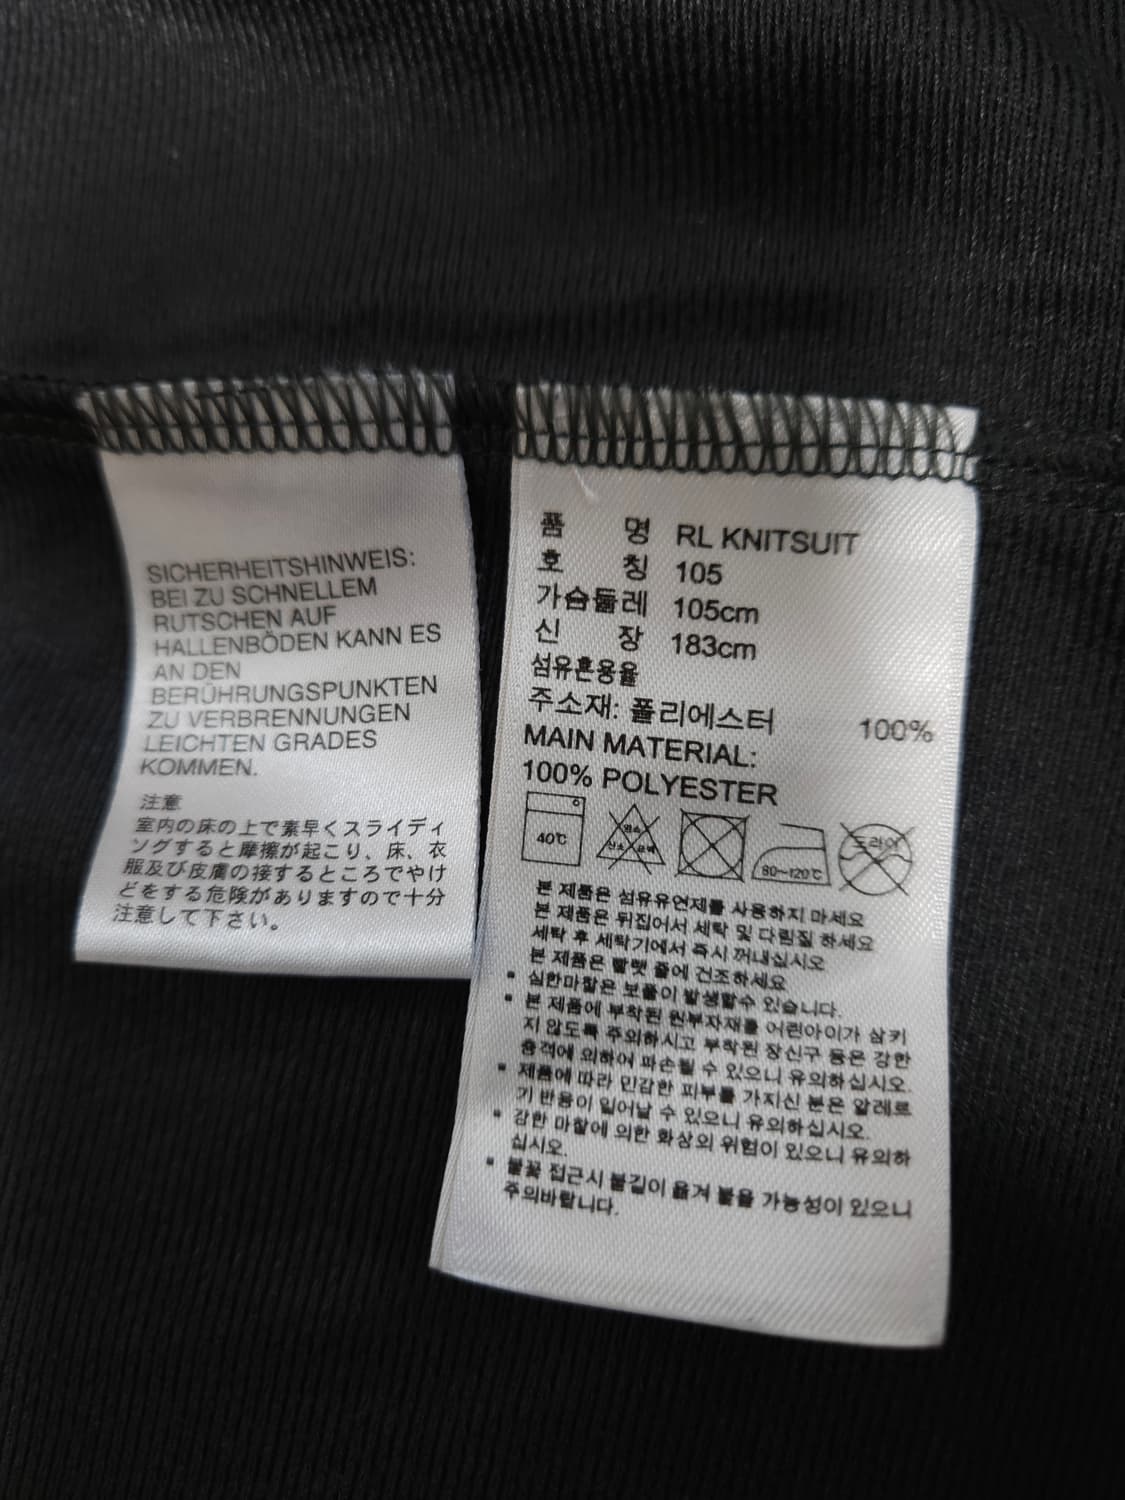 SICHERHEITSHINWEIS:
BEI ZU SCHNELLEM
RUTSCHEN AUF
HALLENBÖDEN KANN ES
AN DEN
BERÜHRUNGSPUNKTEN
ZU VERBRENNUNGEN
LEICHTEN GRADES
KOMMEN.
注意
室内の床の上で素早くスライディ
ングすると摩擦が起こり、床、衣
服及び皮膚の接するところでやけ
どをする危険がありますので十分
注意して下さい。
품 명 RL KNITSUIT
호 칭 105
가슴둘레 105cm
신 장 183cm
섬유혼용율
주소재: 폴리에스터 100%
MAIN MATERIAL:
100% POLYESTER
40℃
염소
산소 표백
80~120℃
드라이
본 제품은 섬유유연제를 사용하지 마세요
본 제품은 뒤집어서 세탁 및 다림질 하세요
세탁 후 세탁기에서 즉시 꺼내십시오
본 제품은 빨랫 줄에 건조하세요
▪ 심한마찰은 보풀이 발생할수 있습니다.
▪ 본 제품에 부착된 원부자재를 어린아이가 삼키
지 않도록 주의하시고 부착된 장신구 등은 강한
충격에 의하여 파손될 수 있으니 유의하십시오.
▪ 제품에 따라 민감한 피부를 가지신 분은 알레르
기 반응이 일어날 수 있으니 유의하십시오.
▪ 강한 마찰에 의한 화상의 위험이 있으니 유의하
십시오.
▪ 불꽃 접근시 불길이 옮겨 붙을 가능성이 있으니
주의바랍니다.